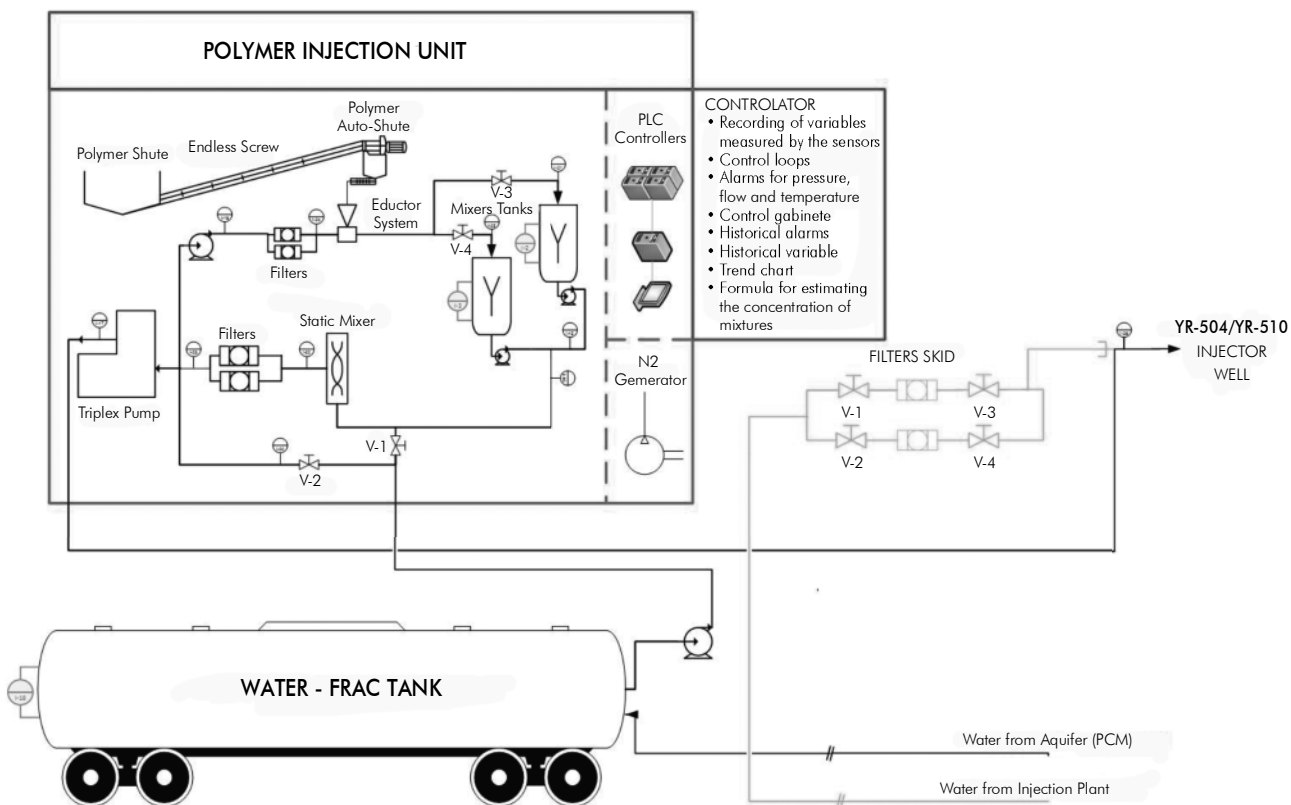 POLYMER INJECTION UNIT
Polymer
Auto-Shute
Endless Screw
Polymer Shute
V-3
Mixers Tanks
Eductor
System
V-4
Filters
Static Mixer
Filters
Triplex Pump
V-1
V-2
PLC
Controllers
N2
Gemerator
CONTROLATOR
• Recording of variables
measured by the sensors
• Control loops
• Alarms for pressure,
flow and temperature
• Control gabinete
• Historical alarms
• Historical variable
• Trend chart
• Formula for estimating
the concentration of
mixtures
YR-504/YR-510
INJECTOR
WELL
FILTERS SKID
V-1
V-3
V-2
V-4
WATER - FRAC TANK
Water from Aquifer (PCM)
Water from Injection Plant